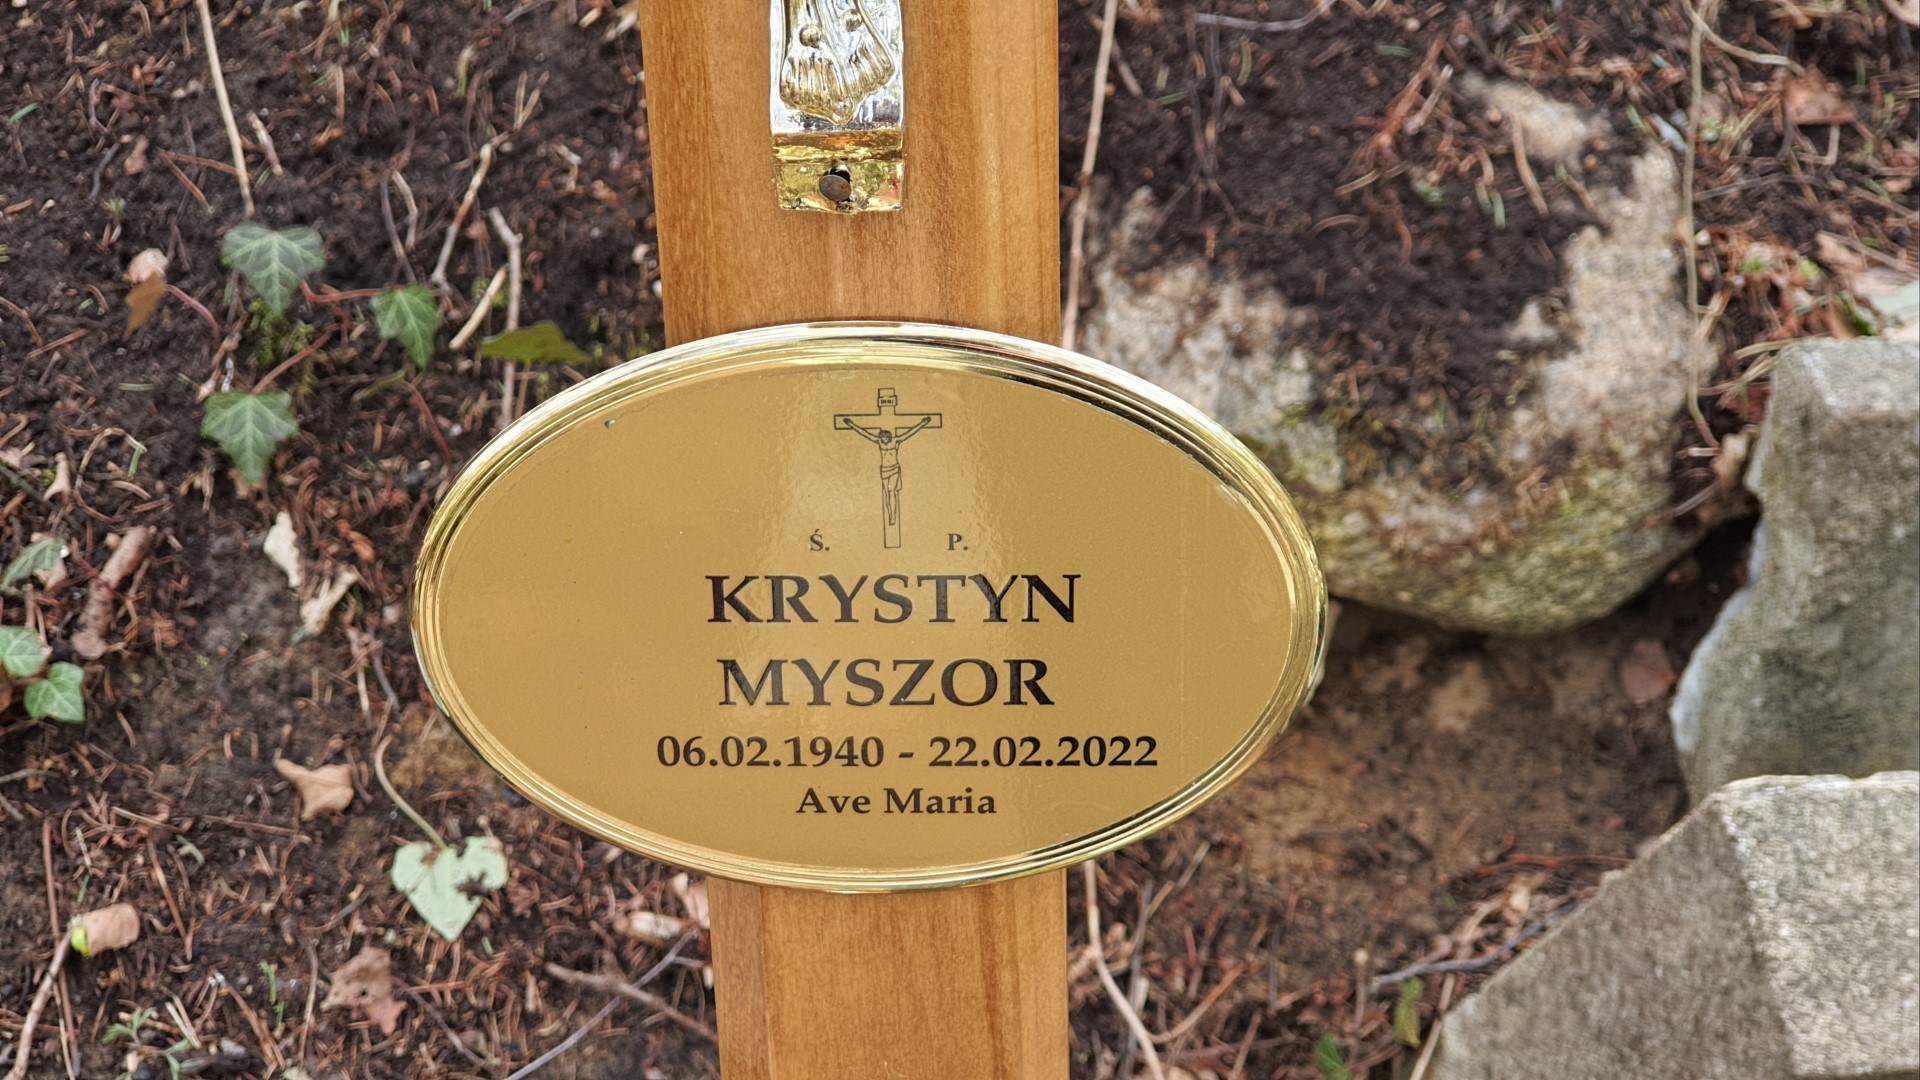 Ś. P.
KRYSTYN
MYSZOR
06.02.1940 - 22.02.2022
Ave Maria